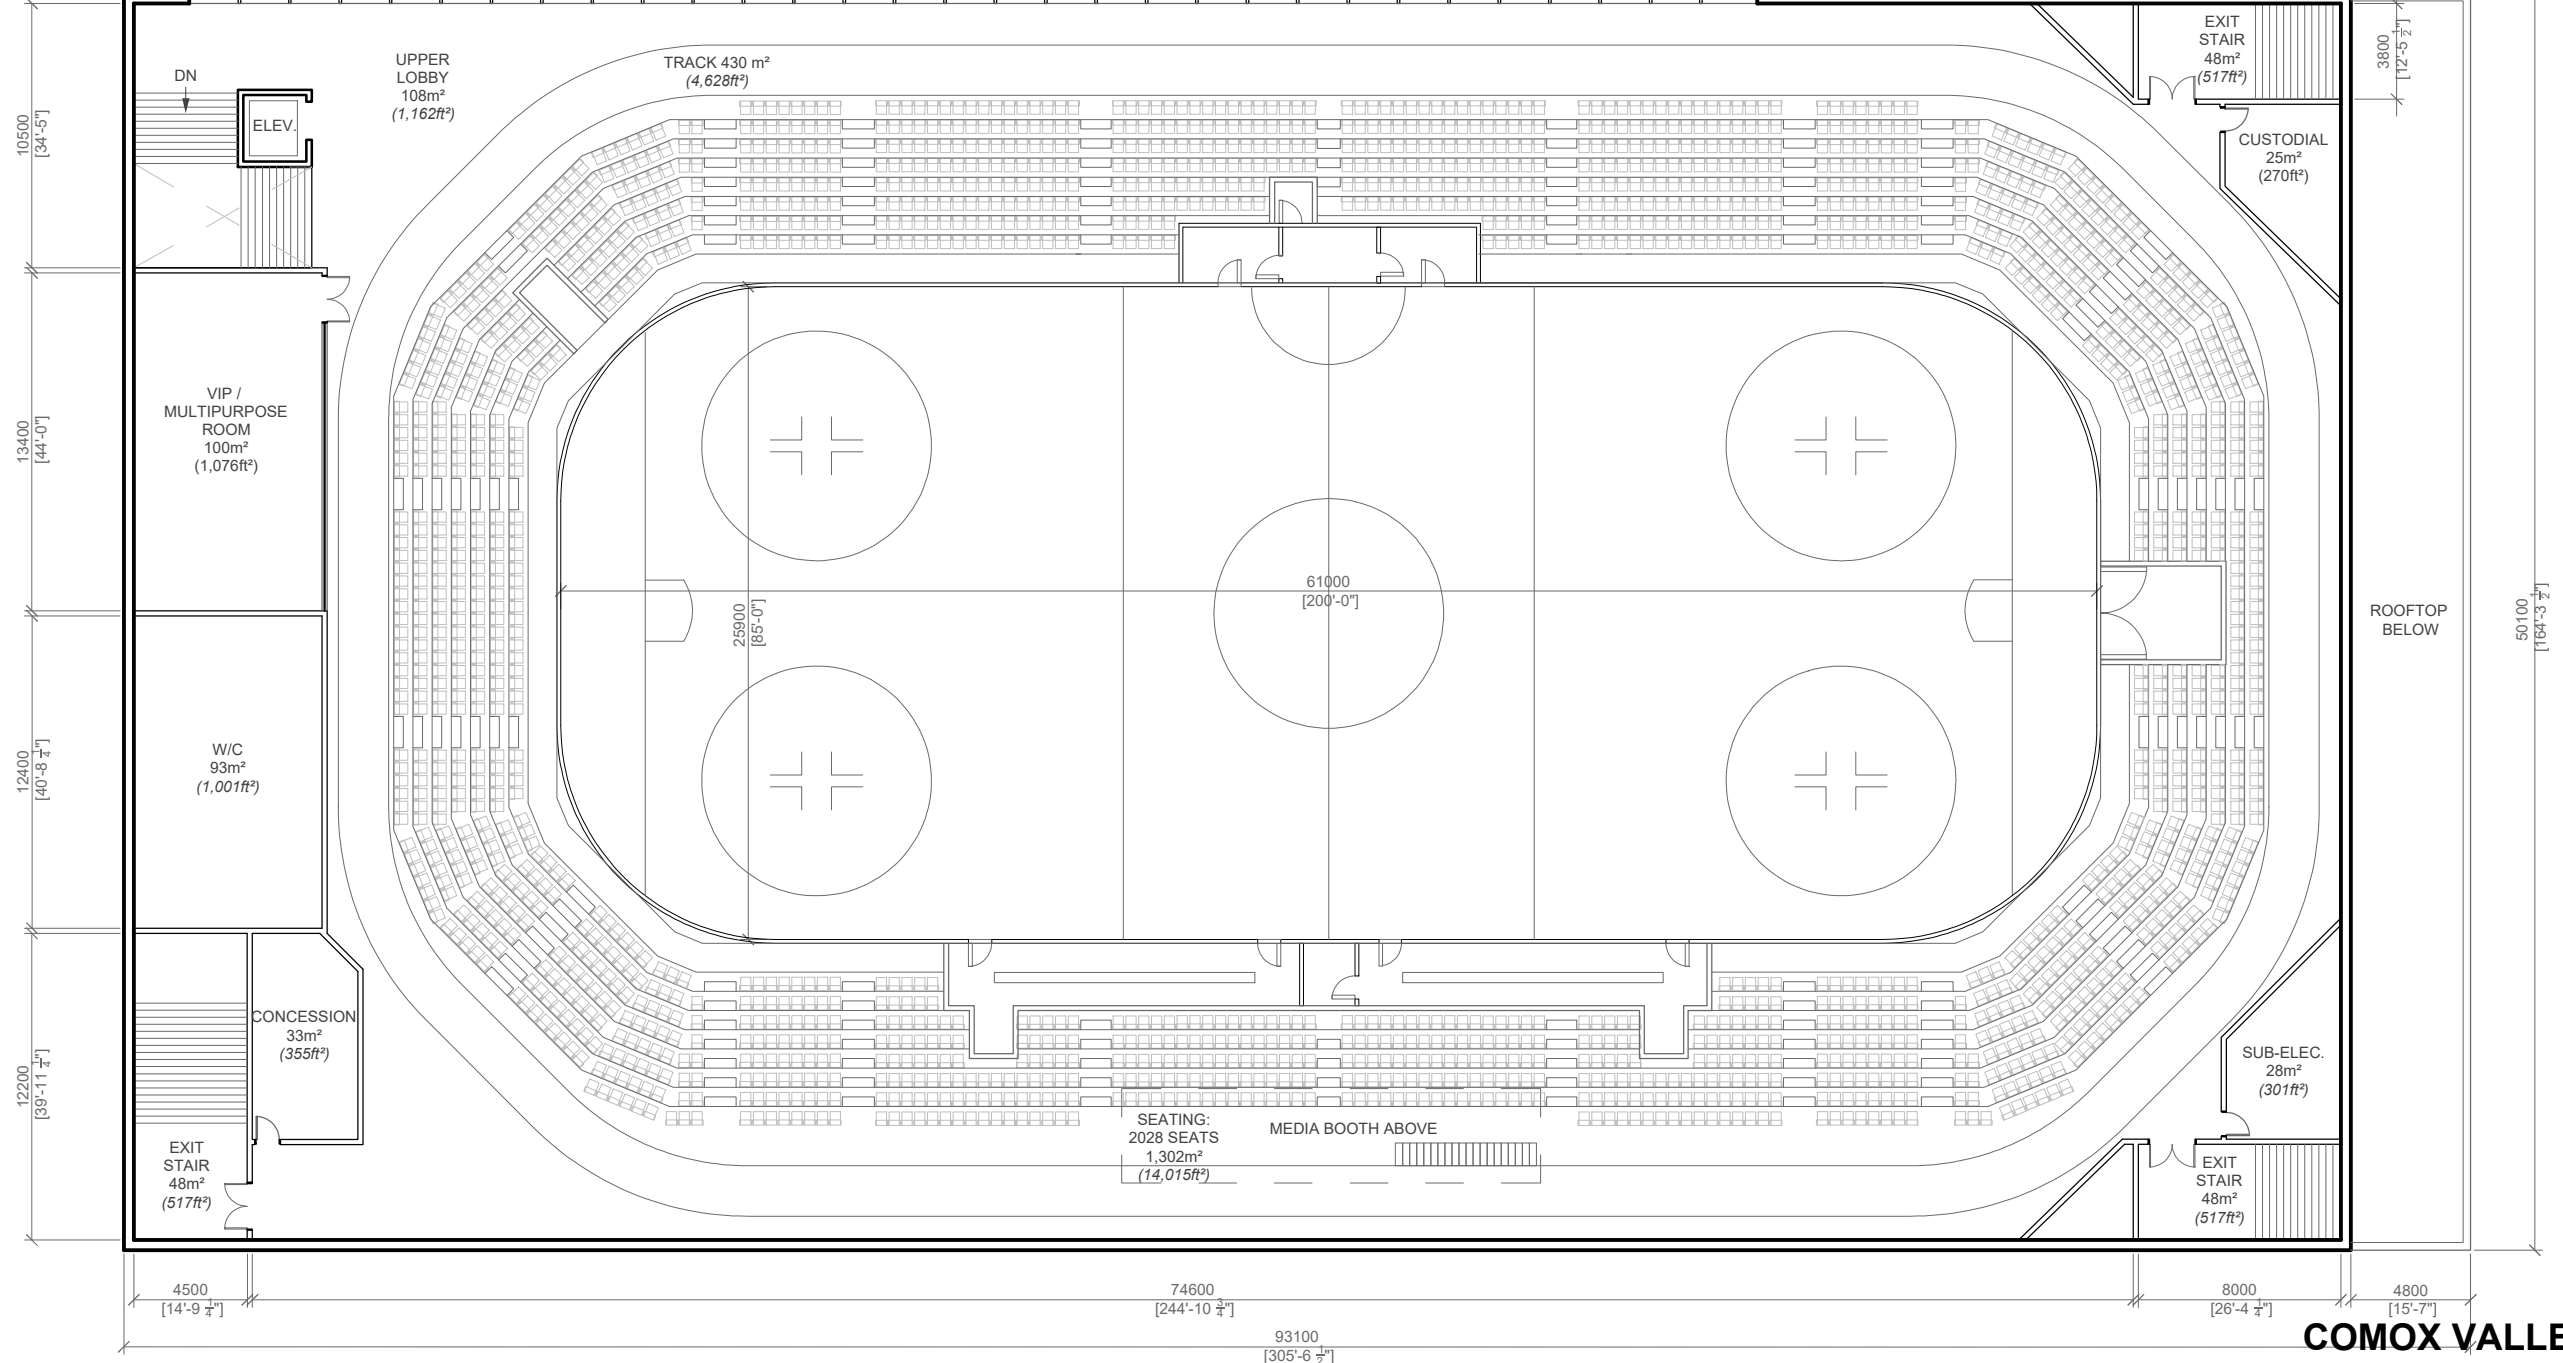 UPPER
LOBBY
108m²
(1,162ft²)
TRACK 430 m²
(4,628ft²)
EXIT
STAIR
48m²
(517ft²)
3800
[12'-5 1/2"]
DN
ELEV.
10500
[34'-5"]
CUSTODIAL
25m²
(270ft²)
VIP /
MULTIPURPOSE
ROOM
100m²
(1,076ft²)
13400
[44'-0"]
61000
[200'-0"]
25900
[85'-0"]
ROOFTOP
BELOW
50100
[164'-3 1/2"]
W/C
93m²
(1,001ft²)
12400
[40'-8 1/4"]
CONCESSION
33m²
(355ft²)
12200
[39'-11 1/4"]
SUB-ELEC.
28m²
(301ft²)
SEATING:
2028 SEATS
1,302m²
(14,015ft²)
MEDIA BOOTH ABOVE
EXIT
STAIR
48m²
(517ft²)
EXIT
STAIR
48m²
(517ft²)
4500
[14'-9 1/4"]
74600
[244'-10 3/4"]
8000
[26'-4 1/4"]
4800
[15'-7"]
93100
[305'-6 1/2"]
COMOX VALLE